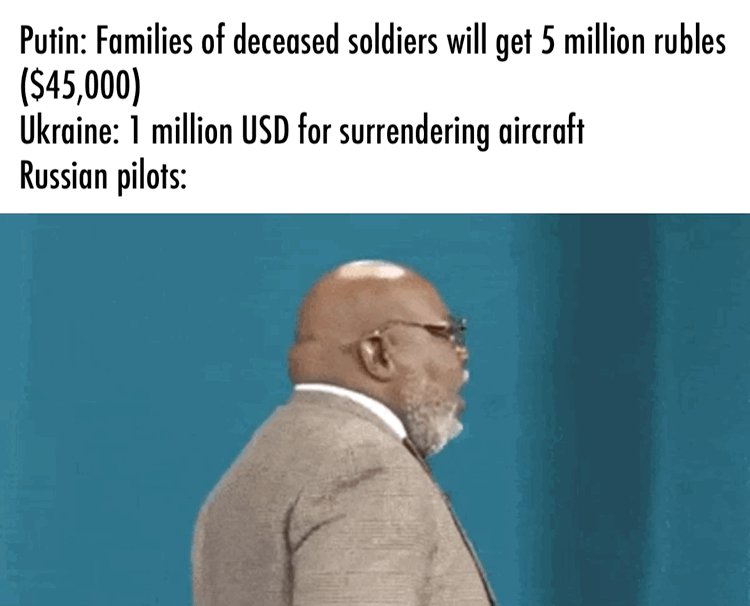 Putin: Families of deceased soldiers will get 5 million rubles
($45,000)
Ukraine: 1 million USD for surrendering aircraft
Russian pilots: